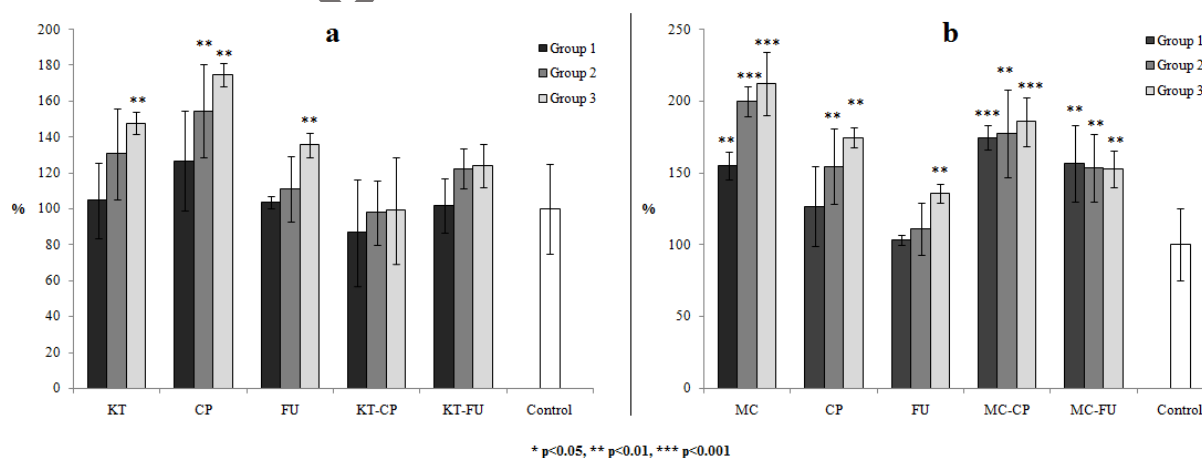 a
200
180
160
140
120
100
80
60
40
20
0
%
** ** ** **
**
Group 1
Group 2
Group 3
KT CP FU KT-CP KT-FU Control
b
250
200
150
100
50
0
%
** *** *** ** ** ** *** ** *** ** ** **
Group 1
Group 2
Group 3
MC CP FU MC-CP MC-FU Control
* p<0.05, ** p<0.01, *** p<0.001